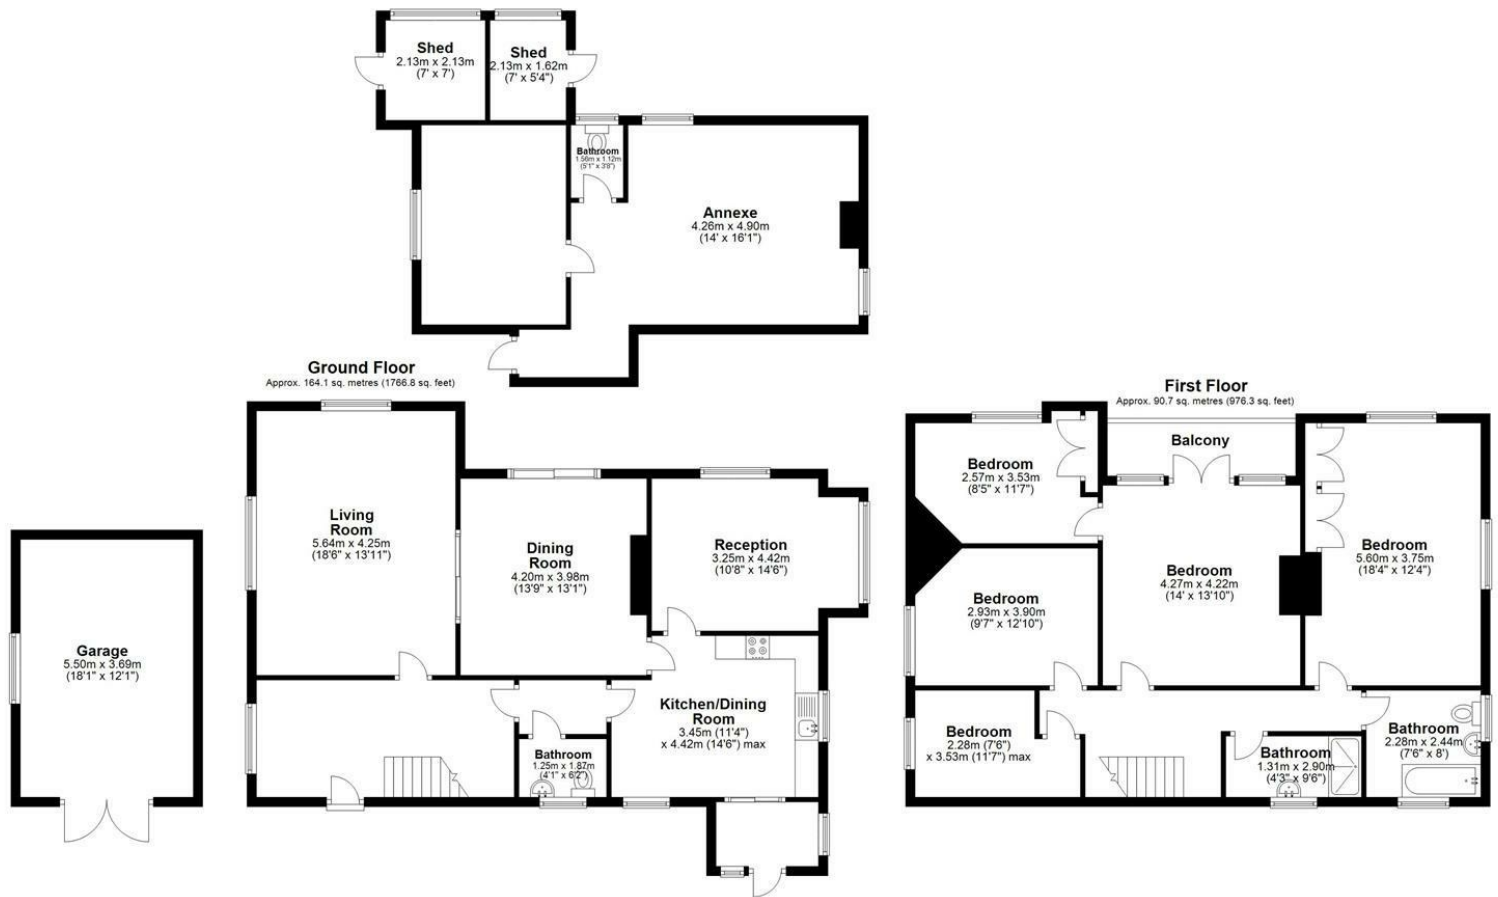 Shed
2.13m x 2.13m
(7' x 7')
Shed
2.13m x 1.62m
(7' x 5'4")
Bathroom
1.56m x 1.12m
(5'1" x 3'8")
Annexe
4.26m x 4.90m
(14' x 16'1")
Ground Floor
Approx. 164.1 sq. metres (1766.8 sq. feet)
Living
Room
5.64m x 4.25m
(18'6" x 13'11")
Dining
Room
4.20m x 3.98m
(13'9" x 13'1")
Reception
3.25m x 4.42m
(10'8" x 14'6")
Garage
5.50m x 3.69m
(18'1" x 12'1")
Kitchen/Dining
Room
3.45m (11'4")
x 4.42m (14'6") max
Bathroom
1.25m x 1.87m
(4'1" x 6'2")
First Floor
Approx. 90.7 sq. metres (976.3 sq. feet)
Balcony
Bedroom
2.57m x 3.53m
(8'5" x 11'7")
Bedroom
5.60m x 3.75m
(18'4" x 12'4")
Bedroom
4.27m x 4.22m
(14' x 13'10")
Bedroom
2.93m x 3.90m
(9'7" x 12'10")
Bedroom
2.28m (7'6")
x 3.53m (11'7") max
Bathroom
1.31m x 2.90m
(4'3" x 9'6")
Bathroom
2.28m x 2.44m
(7'6" x 8')